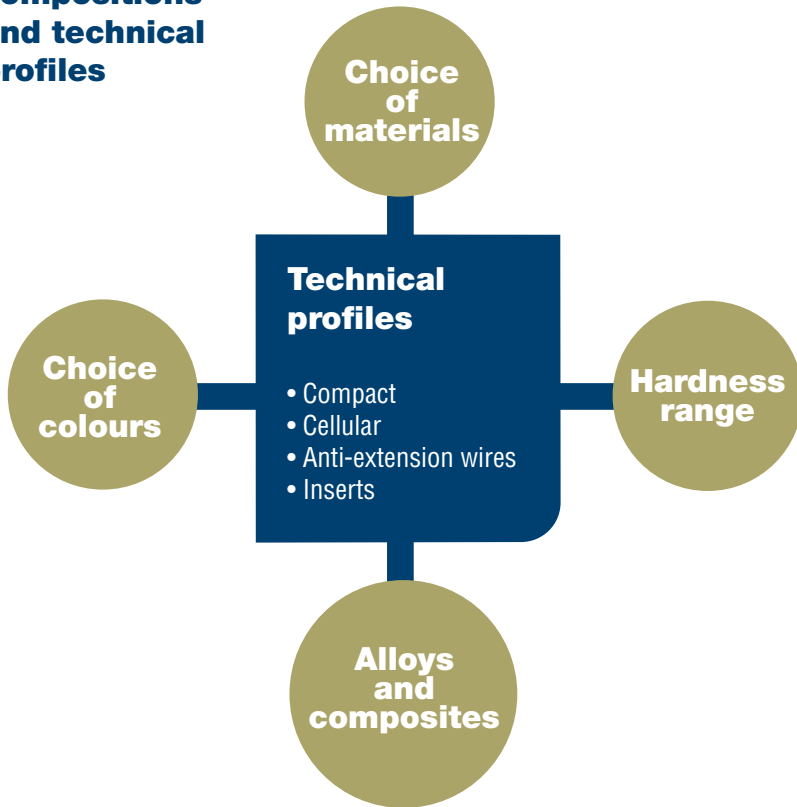 ompositions
nd technical
rofiles
Choice
of
materials
Technical
profiles
• Compact
• Cellular
• Anti-extension wires
• Inserts
Choice
of
colours
Hardness
range
Alloys
and
composites